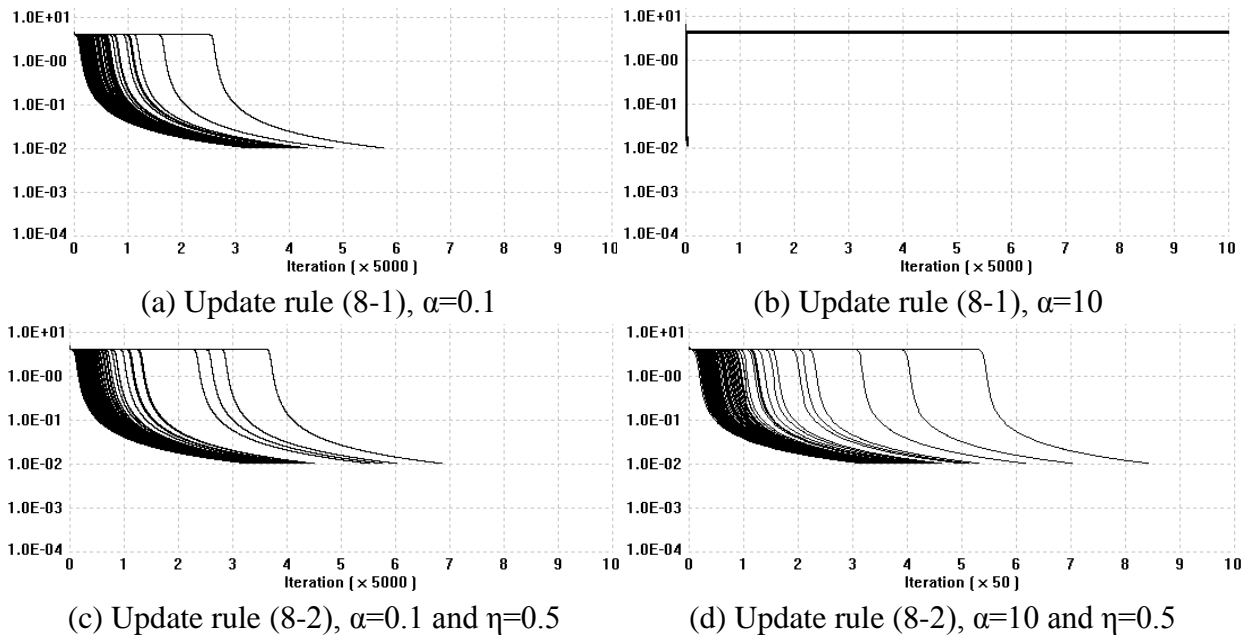 1.0E+01
1.0E-00
1.0E-01
1.0E-02
1.0E-03
1.0E-04
0 1 2 3 4 5 6 7 8 9 10
Iteration ( × 5000 )
(a) Update rule (8-1), α=0.1
1.0E+01
1.0E-00
1.0E-01
1.0E-02
1.0E-03
1.0E-04
0 1 2 3 4 5 6 7 8 9 10
Iteration ( × 5000 )
(b) Update rule (8-1), α=10
1.0E+01
1.0E-00
1.0E-01
1.0E-02
1.0E-03
1.0E-04
0 1 2 3 4 5 6 7 8 9 10
Iteration ( × 5000 )
(c) Update rule (8-2), α=0.1 and η=0.5
1.0E+01
1.0E-00
1.0E-01
1.0E-02
1.0E-03
1.0E-04
0 1 2 3 4 5 6 7 8 9 10
Iteration ( × 50 )
(d) Update rule (8-2), α=10 and η=0.5